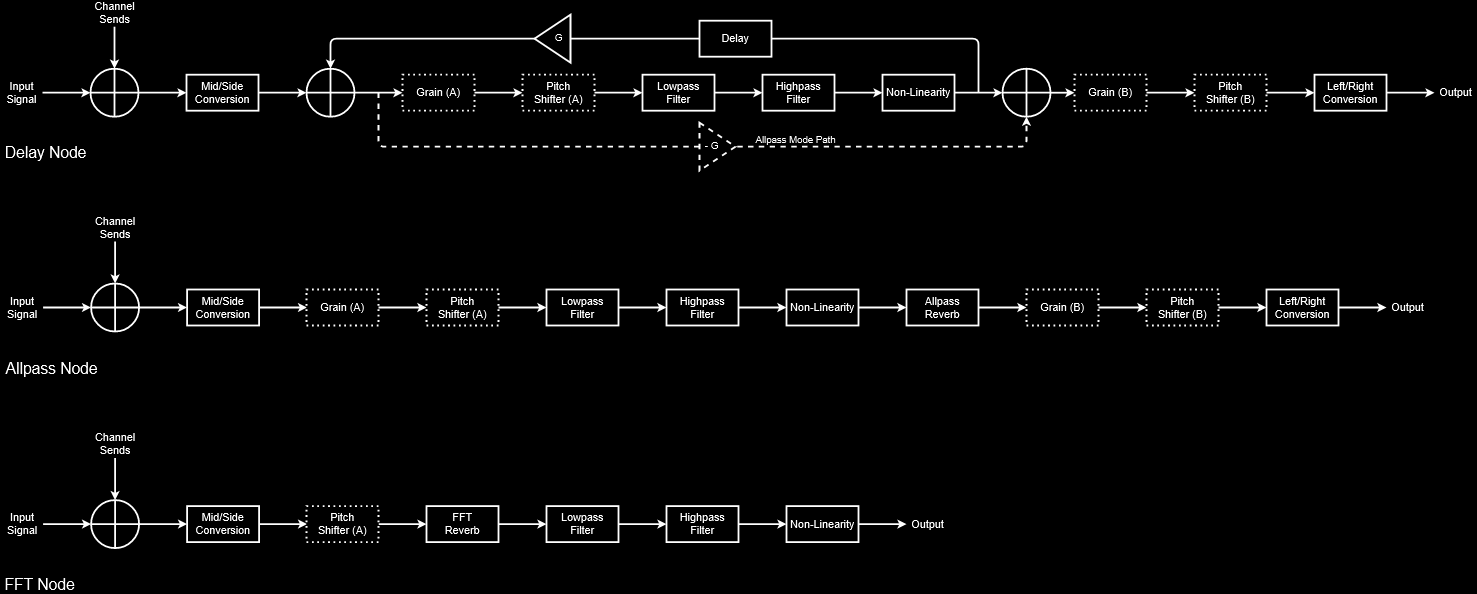 Channel
Sends
G
Delay
Input
Signal
Mid/Side
Conversion
Grain (A)
Pitch
Shifter (A)
Lowpass
Filter
Highpass
Filter
Non-Linearity
Grain (B)
Pitch
Shifter (B)
Left/Right
Conversion
Output
- G
Allpass Mode Path
Delay Node
Channel
Sends
Input
Signal
Mid/Side
Conversion
Grain (A)
Pitch
Shifter (A)
Lowpass
Filter
Highpass
Filter
Non-Linearity
Allpass
Reverb
Grain (B)
Pitch
Shifter (B)
Left/Right
Conversion
Output
Allpass Node
Channel
Sends
Input
Signal
Mid/Side
Conversion
Pitch
Shifter (A)
FFT
Reverb
Lowpass
Filter
Highpass
Filter
Non-Linearity
Output
FFT Node